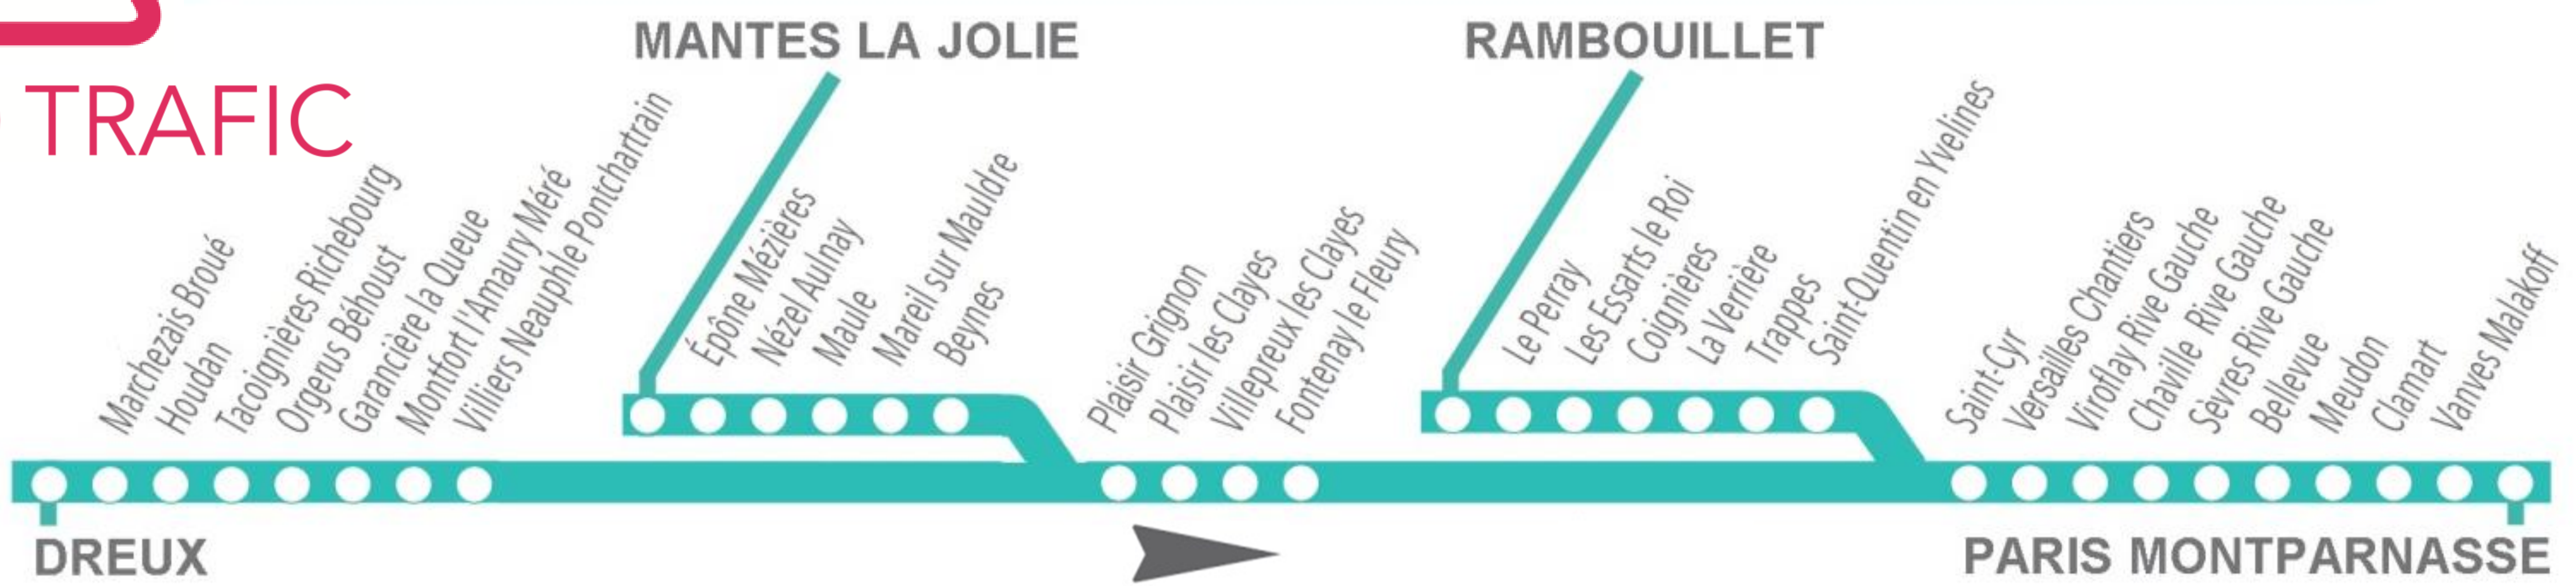 TRAFIC
MANTES LA JOLIE
RAMBOUILLET
Marchezais Broué
Houdan
Tacoignières Richebourg
Orgerus Béhoust
Garancière la Queue
Montfort l'Amaury Méré
Villiers Neauphle Pontchartrain
Épône Mézières
Nézel Aulnay
Maule
Mareil sur Mauldre
Beynes
Plaisir Grignon
Plaisir les Clayes
Villepreux les Clayes
Fontenay le Fleury
Le Perray
Les Essarts le Roi
Coignières
La Verrière
Trappes
Saint-Quentin en Yvelines
Saint-Cyr
Versailles Chantiers
Viroflay Rive Gauche
Chaville Rive Gauche
Sèvres Rive Gauche
Bellevue
Meudon
Clamart
Vanves Malakoff
DREUX
PARIS MONTPARNASSE